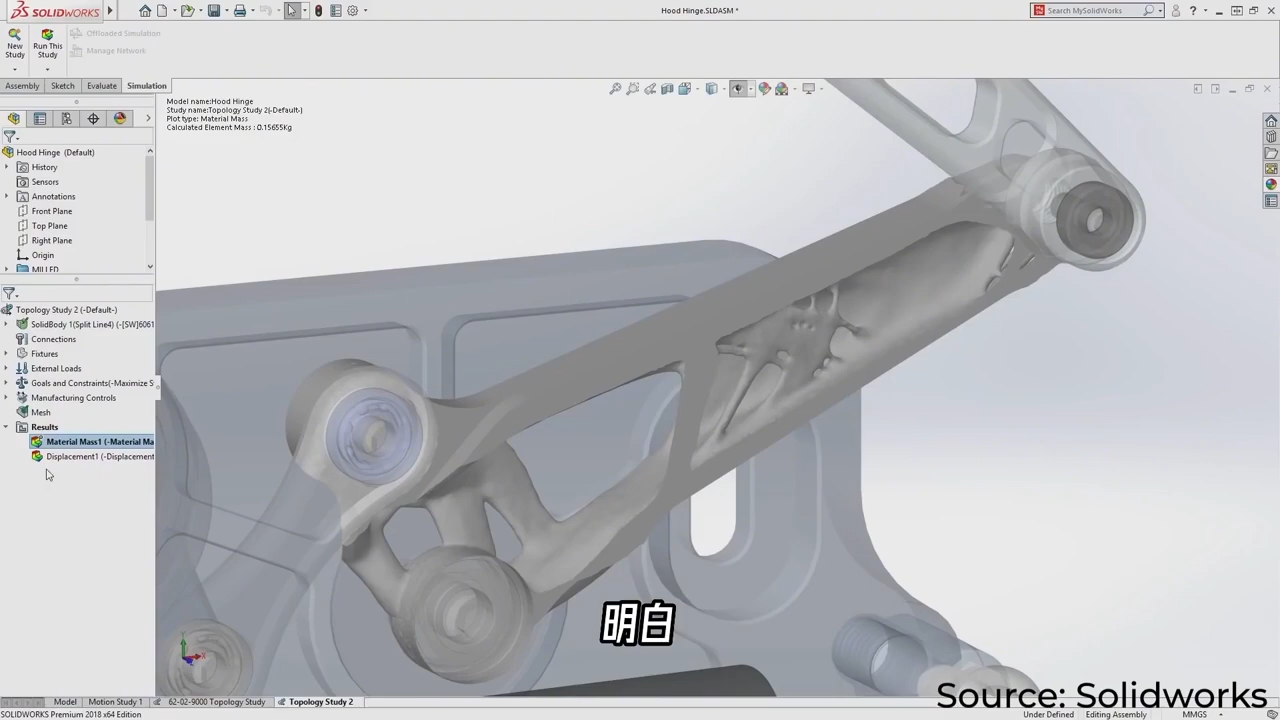 SOLIDWORKS
Hood Hinge.SLDASM *
Search MySolidWorks
New Study
Run This Study
Offloaded Simulation
Manage Network
Assembly
Sketch
Evaluate
Simulation
Model name:Hood Hinge
Study name:Topology Study 2(-Default-)
Plot type: Material Mass
Calculated Element Mass : 0.15655Kg
Hood Hinge (Default)
History
Sensors
Annotations
Front Plane
Top Plane
Right Plane
Origin
MILLED
Topology Study 2 (-Default-)
SolidBody 1(Split Line4) (-[SW]6061
Connections
Fixtures
External Loads
Goals and Constraints(-Maximize S
Manufacturing Controls
Mesh
Results
Material Mass1 (-Material Ma
Displacement1 (-Displacement
明白
Y
X
Source: Solidworks
Model
Motion Study 1
62-02-9000 Topology Study
Topology Study 2
SOLIDWORKS Premium 2018 x64 Edition
Under Defined
Editing Assembly
MMGS